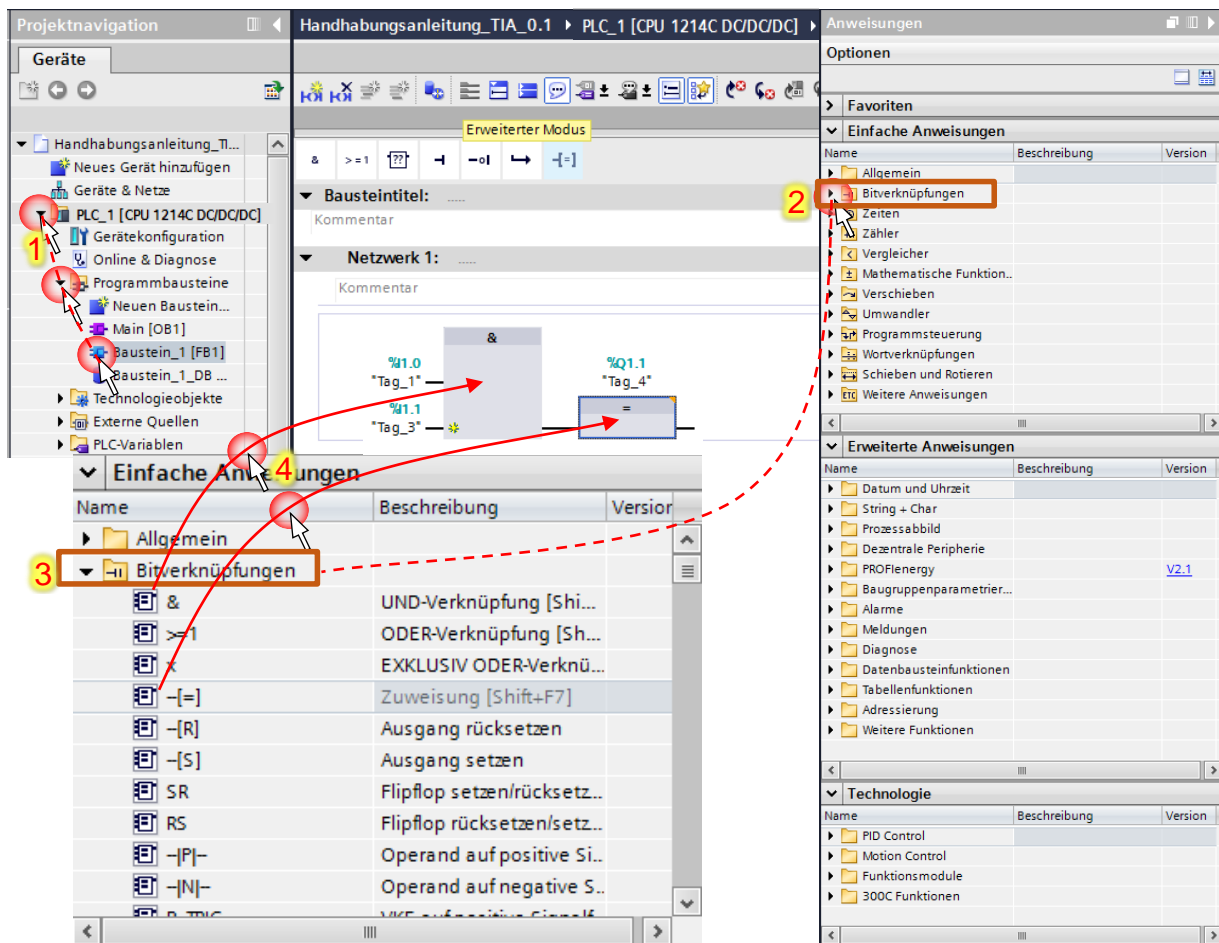 Projektnavigation
Geräte
Handhabungsanleitung_TI...
Neues Gerät hinzufügen
Geräte & Netze
PLC_1 [CPU 1214C DC/DC/DC]
1
Gerätekonfiguration
Online & Diagnose
Programmbausteine
Neuen Baustein...
Main [OB1]
Baustein_1 [FB1]
Baustein_1_DB ...
Technologieobjekte
Externe Quellen
PLC-Variablen
Handhabungsanleitung_TIA_0.1 PLC_1 [CPU 1214C DC/DC/DC]
Erweiterter Modus
& >=1 ?? -[=]
Bausteintitel: .....
Kommentar
Netzwerk 1: .....
Kommentar
&
%I1.0 %Q1.1
"Tag_1" "Tag_4"
%I1.1 =
"Tag_3"
4
Einfache Anweisungen
Name Beschreibung Version
Allgemein
3 Bitverknüpfungen
& UND-Verknüpfung [Shi...
>=1 ODER-Verknüpfung [Sh...
x EXKLUSIV ODER-Verknü...
-[=] Zuweisung [Shift+F7]
-[R] Ausgang rücksetzen
-[S] Ausgang setzen
SR Flipflop setzen/rücksetz...
RS Flipflop rücksetzen/setz...
-|P|- Operand auf positive Si..
-|N|- Operand auf negative S..
Anweisungen
Optionen
Favoriten
Einfache Anweisungen
Name Beschreibung Version
Allgemein
2 Bitverknüpfungen
Zeiten
Zähler
Vergleicher
Mathematische Funktion..
Verschieben
Umwandler
Programmsteuerung
Wortverknüpfungen
Schieben und Rotieren
Weitere Anweisungen
Erweiterte Anweisungen
Name Beschreibung Version
Datum und Uhrzeit
String + Char
Prozessabbild
Dezentrale Peripherie
PROFIenergy V2.1
Baugruppenparametrier...
Alarme
Meldungen
Diagnose
Datenbausteinfunktionen
Tabellenfunktionen
Adressierung
Weitere Funktionen
Technologie
Name Beschreibung Version
PID Control
Motion Control
Funktionsmodule
300C Funktionen